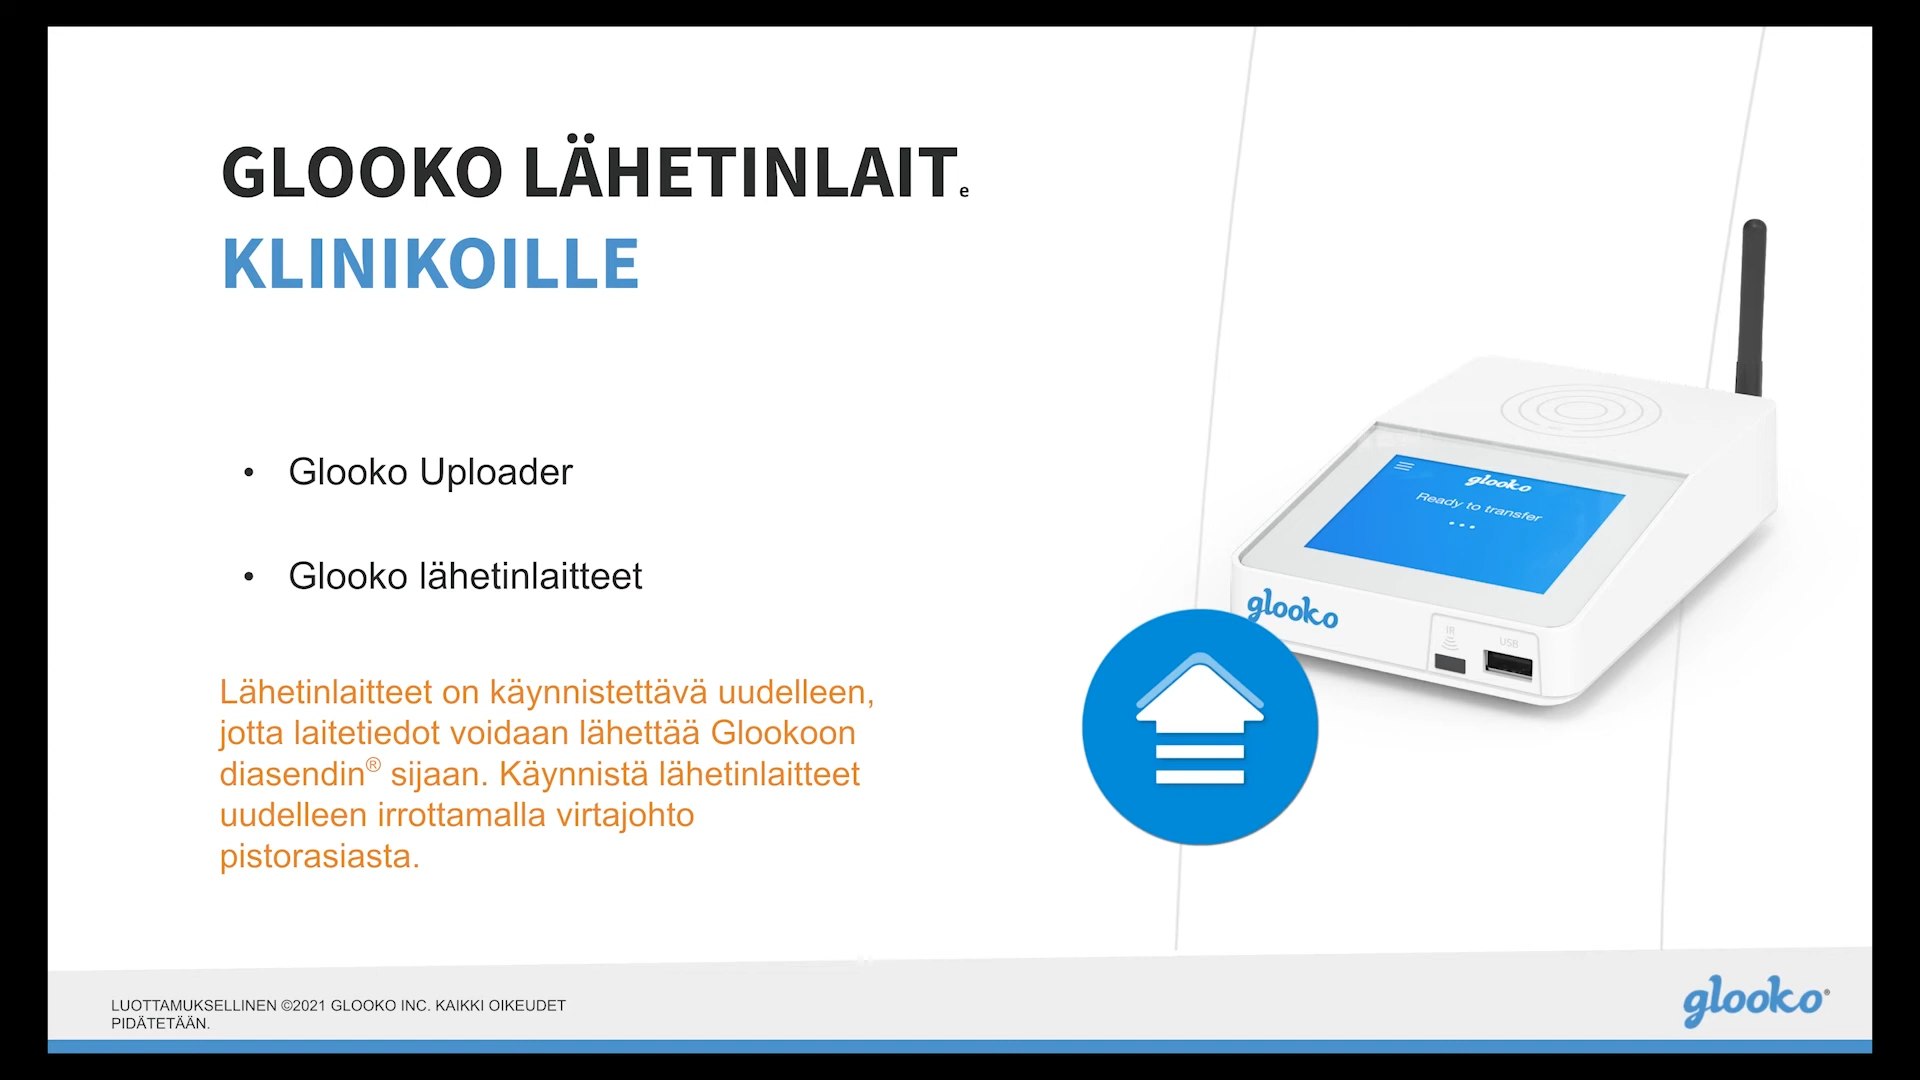 GLOOKO LÄHETINLAITe
KLINIKOILLE
• Glooko Uploader
• Glooko lähetinlaitteet
Lähetinlaitteet on käynnistettävä uudelleen,
jotta laitetiedot voidaan lähettää Glookoon
diasendin® sijaan. Käynnistä lähetinlaitteet
uudelleen irrottamalla virtajohto
pistorasiasta.
glooko
Ready to transfer
glooko
IR
USB
LUOTTAMUKSELLINEN ©2021 GLOOKO INC. KAIKKI OIKEUDET
PIDÄTETÄÄN.
glooko®